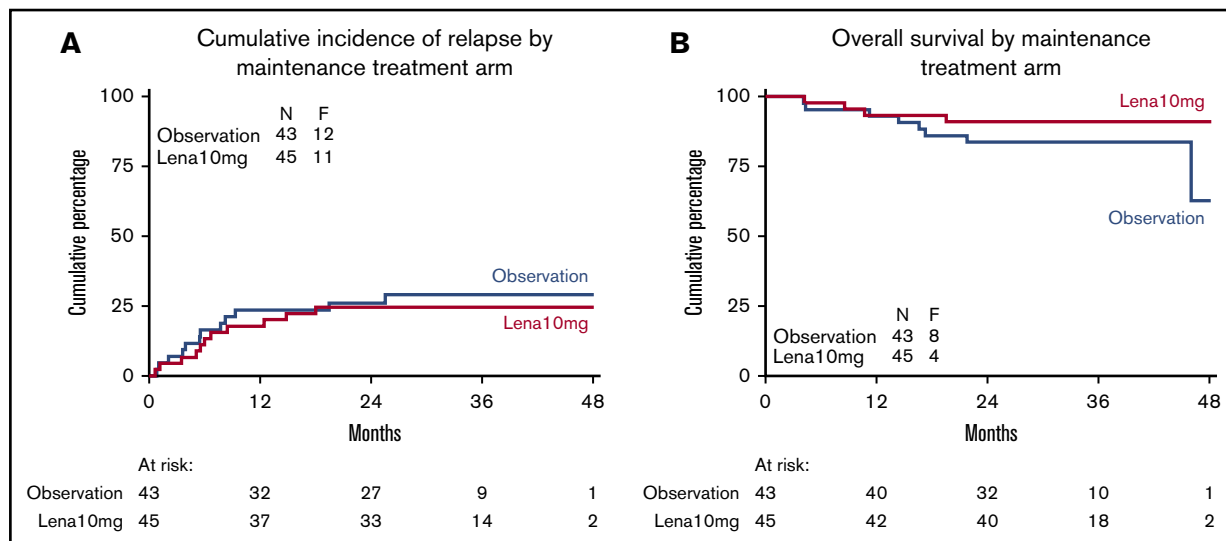 A
Cumulative incidence of relapse by
maintenance treatment arm
Cumulative percentage
100
75
50
25
0
N F
Observation 43 12
Lena10mg 45 11
Observation
Lena10mg
0 12 24 36 48
Months
At risk:
Observation 43 32 27 9 1
Lena10mg 45 37 33 14 2
B
Overall survival by maintenance
treatment arm
Cumulative percentage
100
75
50
25
0
Lena10mg
Observation
N F
Observation 43 8
Lena10mg 45 4
0 12 24 36 48
Months
At risk:
Observation 43 40 32 10 1
Lena10mg 45 42 40 18 2